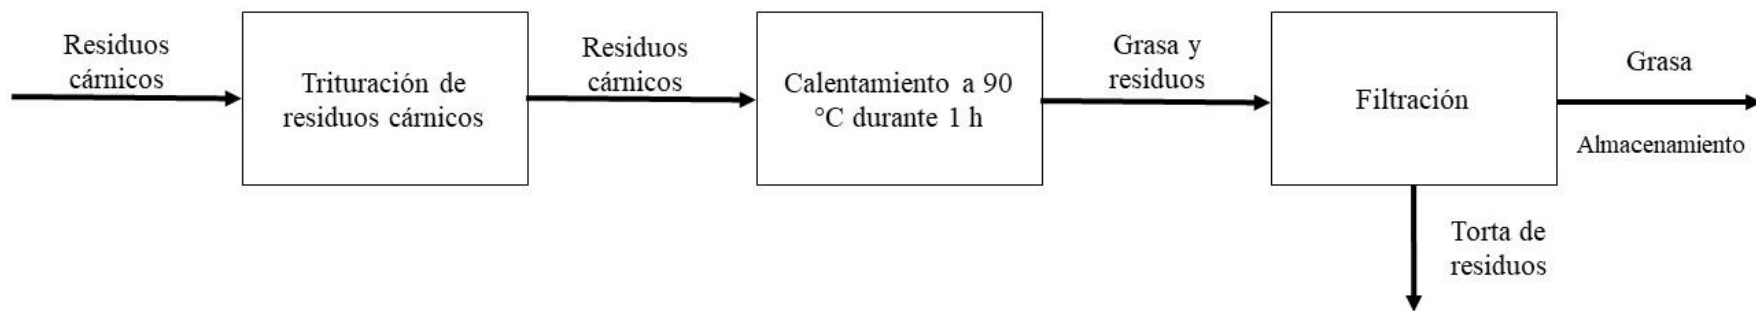 Residuos
cárnicos
Trituración de
residuos cárnicos
Residuos
cárnicos
Calentamiento a 90
°C durante 1 h
Grasa y
residuos
Filtración
Grasa
Almacenamiento
Torta de
residuos